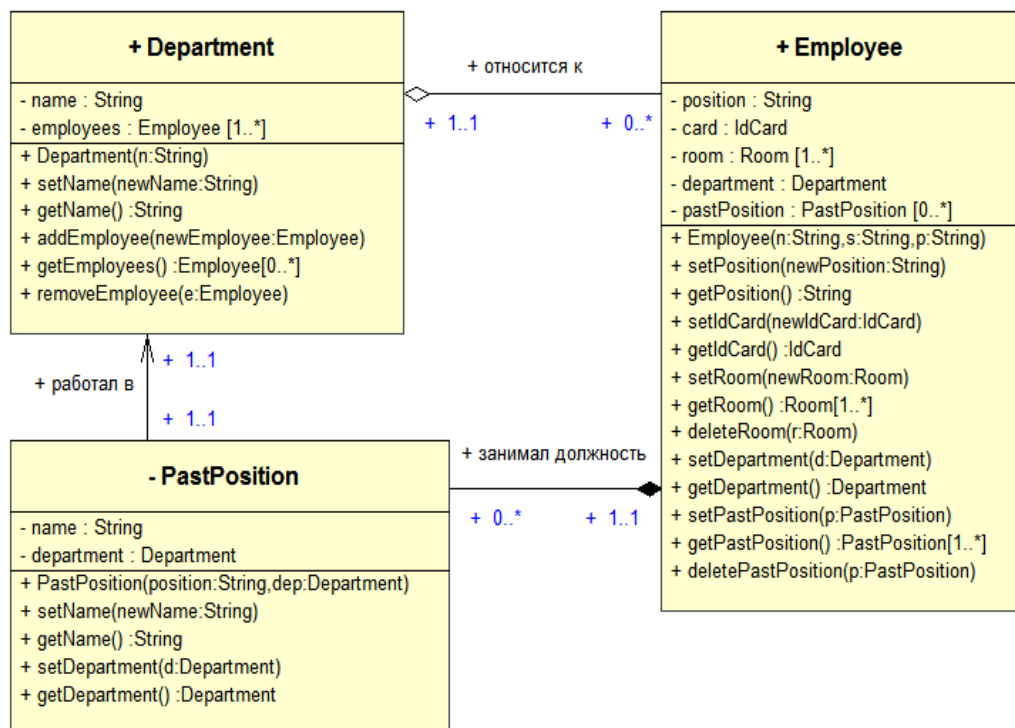 + Department
- name : String
- employees : Employee [1..*]
+ Department(n:String)
+ setName(newName:String)
+ getName() :String
+ addEmployee(newEmployee:Employee)
+ getEmployees() :Employee[0..*]
+ removeEmployee(e:Employee)
+ относится к
+ 1..1
+ 0..*
+ Employee
- position : String
- card : IdCard
- room : Room [1..*]
- department : Department
- pastPosition : PastPosition [0..*]
+ Employee(n:String,s:String,p:String)
+ setPosition(newPosition:String)
+ getPosition() :String
+ setIdCard(newIdCard:IdCard)
+ getIdCard() :IdCard
+ setRoom(newRoom:Room)
+ getRoom() :Room[1..*]
+ deleteRoom(r:Room)
+ setDepartment(d:Department)
+ getDepartment() :Department
+ setPastPosition(p:PastPosition)
+ getPastPosition() :PastPosition[1..*]
+ deletePastPosition(p:PastPosition)
+ 1..1
+ работал в
+ 1..1
+ занимал должность
+ 0..*
+ 1..1
- PastPosition
- name : String
- department : Department
+ PastPosition(position:String,dep:Department)
+ setName(newName:String)
+ getName() :String
+ setDepartment(d:Department)
+ getDepartment() :Department